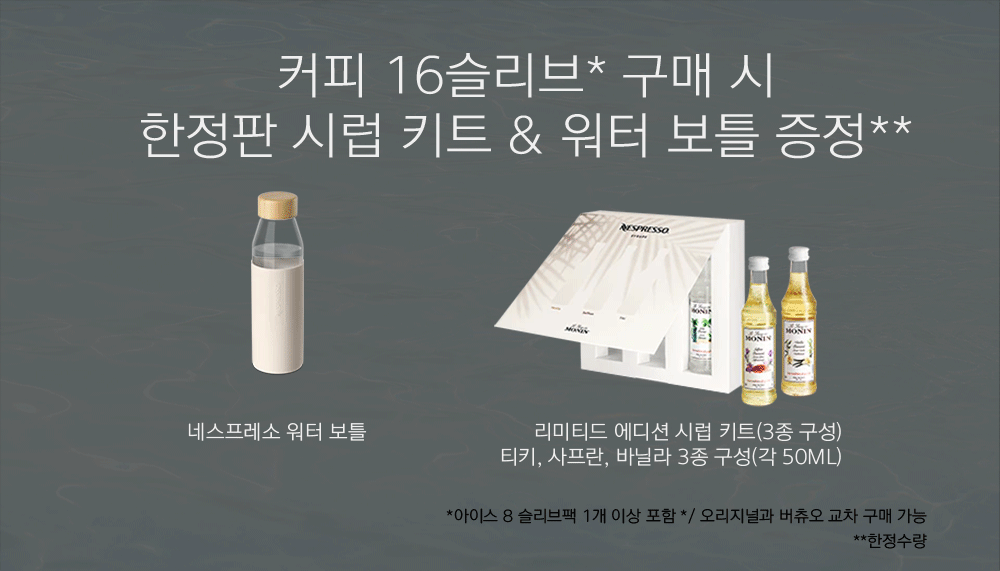 커피 16슬리브* 구매 시
한정판 시럽 키트 & 워터 보틀 증정**
NESPRESSO
MONIN
MONIN
MONIN
MONIN
네스프레소 워터 보틀
리미티드 에디션 시럽 키트(3종 구성)
티키, 사프란, 바닐라 3종 구성(각 50ML)
*아이스 8 슬리브팩 1개 이상 포함 */ 오리지널과 버츄오 교차 구매 가능
**한정수량